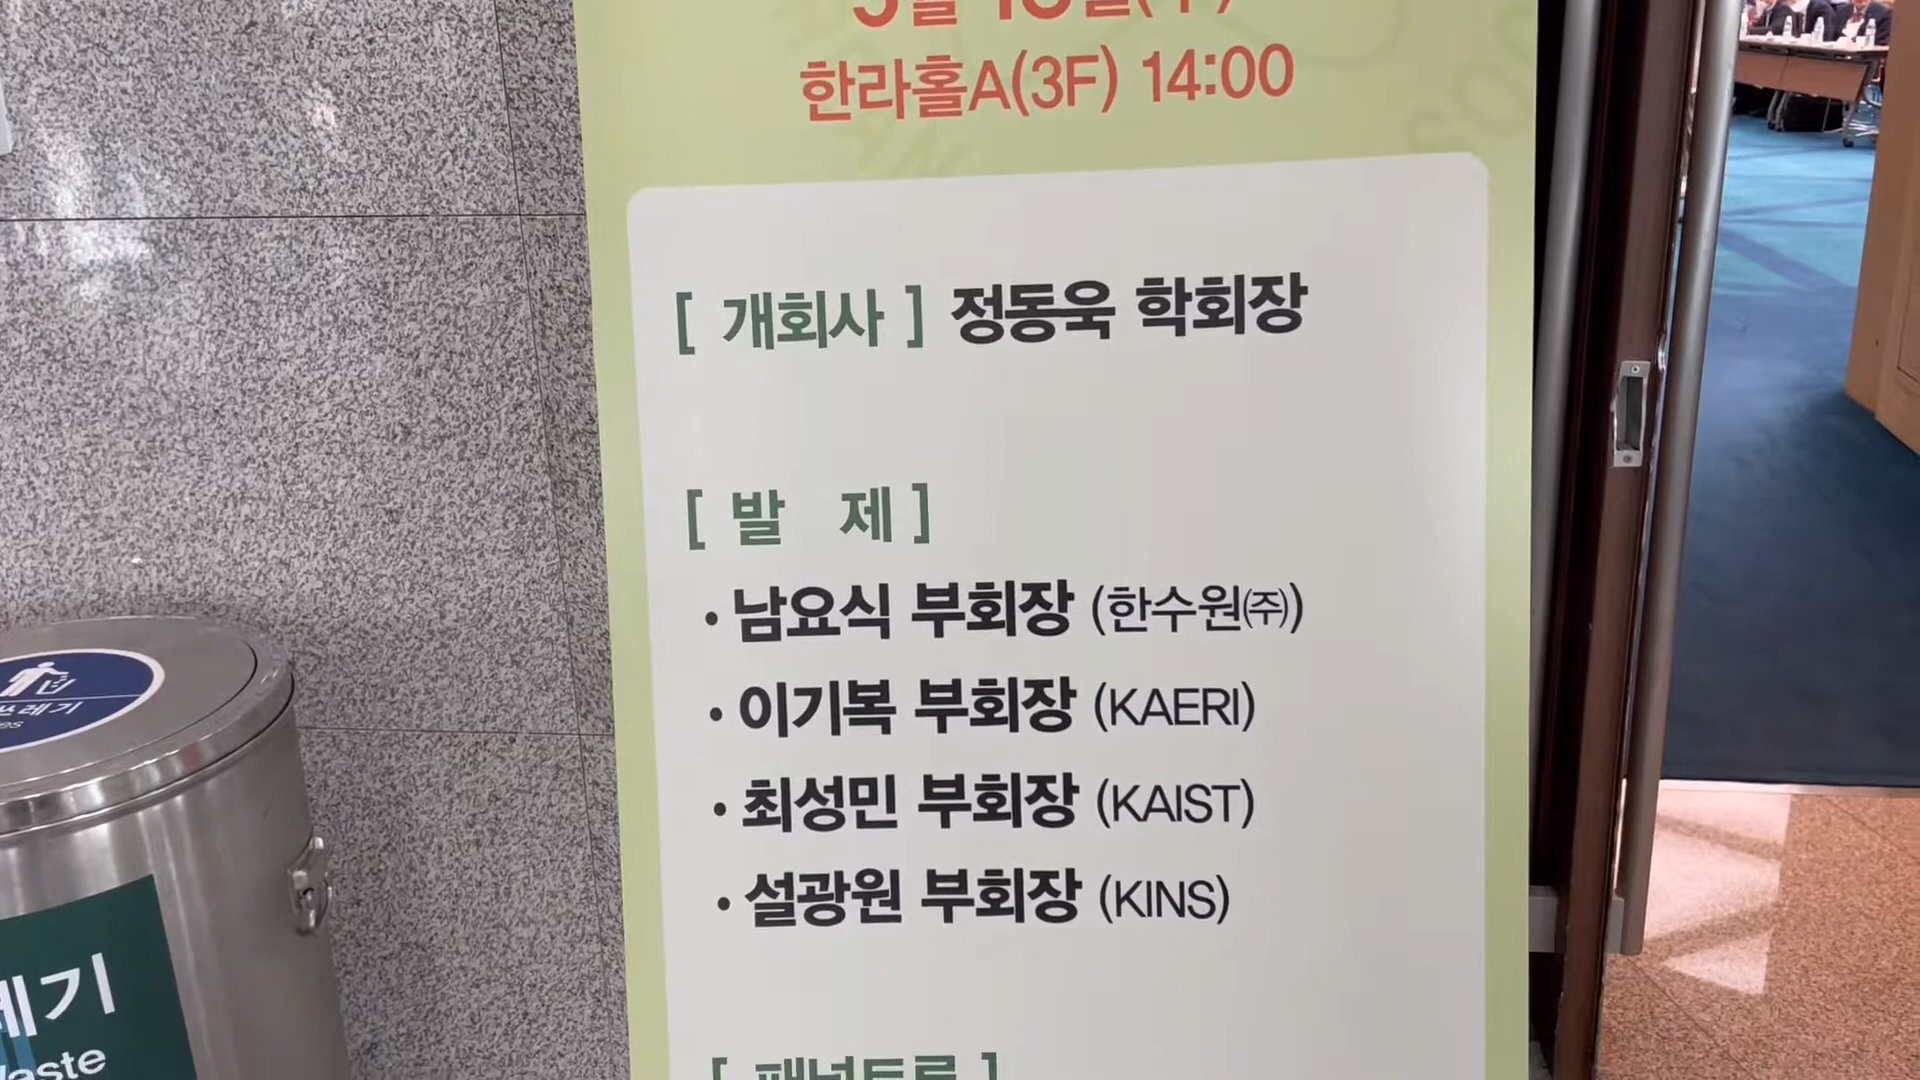 한라홀A(3F) 14:00
[ 개회사 ] 정동욱 학회장
[ 발 제 ]
• 남요식 부회장 (한수원㈜)
• 이기복 부회장 (KAERI)
• 최성민 부회장 (KAIST)
• 설광원 부회장 (KINS)